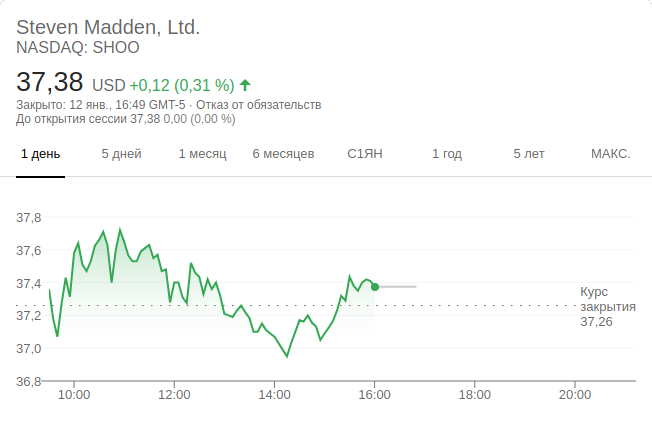 Steven Madden, Ltd.
NASDAQ: SHOO
37,38 USD +0,12 (0,31 %)
Закрыто: 12 янв., 16:49 GMT-5 · Отказ от обязательств
До открытия сессии 37,38 0,00 (0,00 %)
1 день 5 дней 1 месяц 6 месяцев С1ЯН 1 год 5 лет МАКС.
37,8
37,6
37,4
37,2
37,0
36,8
Курс
закрытия
37,26
10:00 12:00 14:00 16:00 18:00 20:00